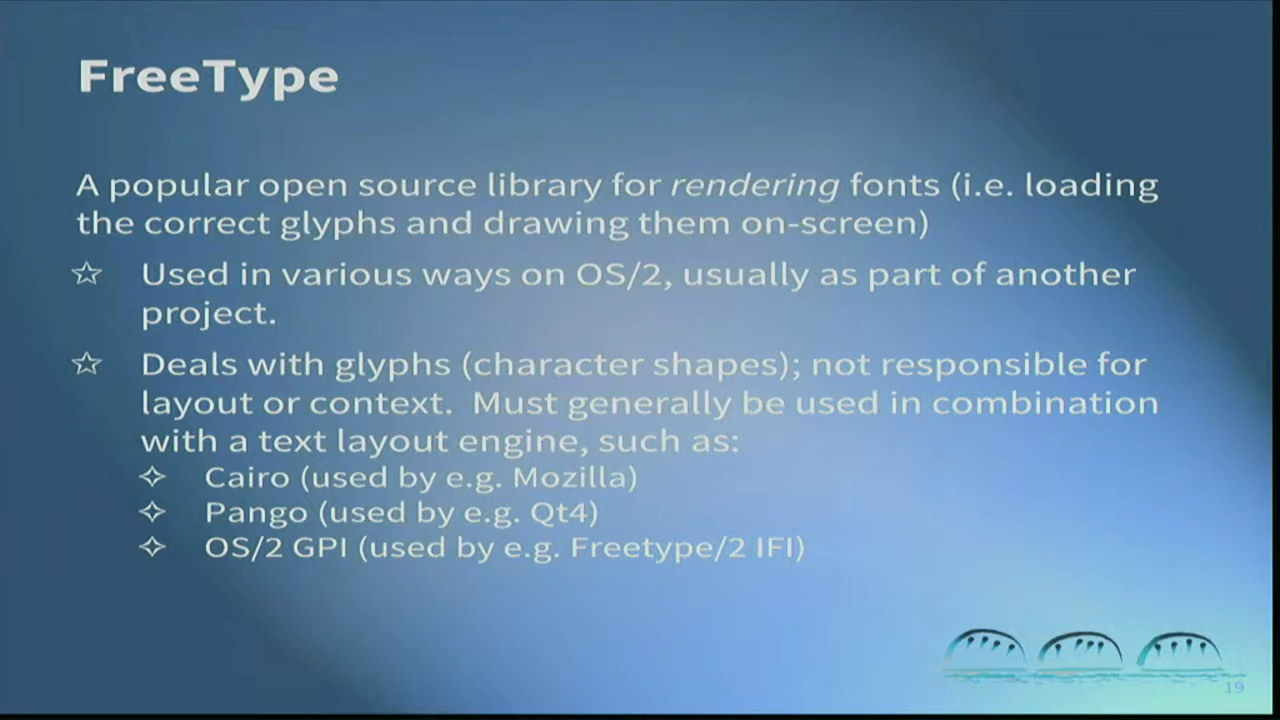 FreeType
A popular open source library for rendering fonts (i.e. loading
the correct glyphs and drawing them on-screen)
Used in various ways on OS/2, usually as part of another
project.
Deals with glyphs (character shapes); not responsible for
layout or context. Must generally be used in combination
with a text layout engine, such as:
Cairo (used by e.g. Mozilla)
Pango (used by e.g. Qt4)
OS/2 GPI (used by e.g. Freetype/2 IFI)
19